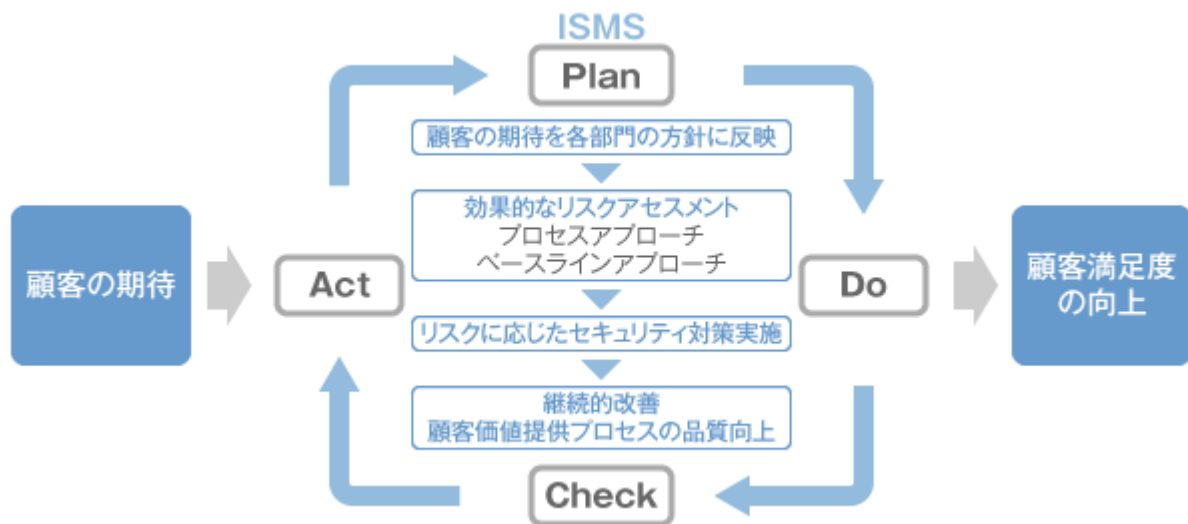 ISMS
Plan
顧客の期待を各部門の方針に反映
効果的なリスクアセスメント
プロセスアプローチ
ベースラインアプローチ
顧客の期待
Act
Do
顧客満足度
の向上
リスクに応じたセキュリティ対策実施
継続的改善
顧客価値提供プロセスの品質向上
Check